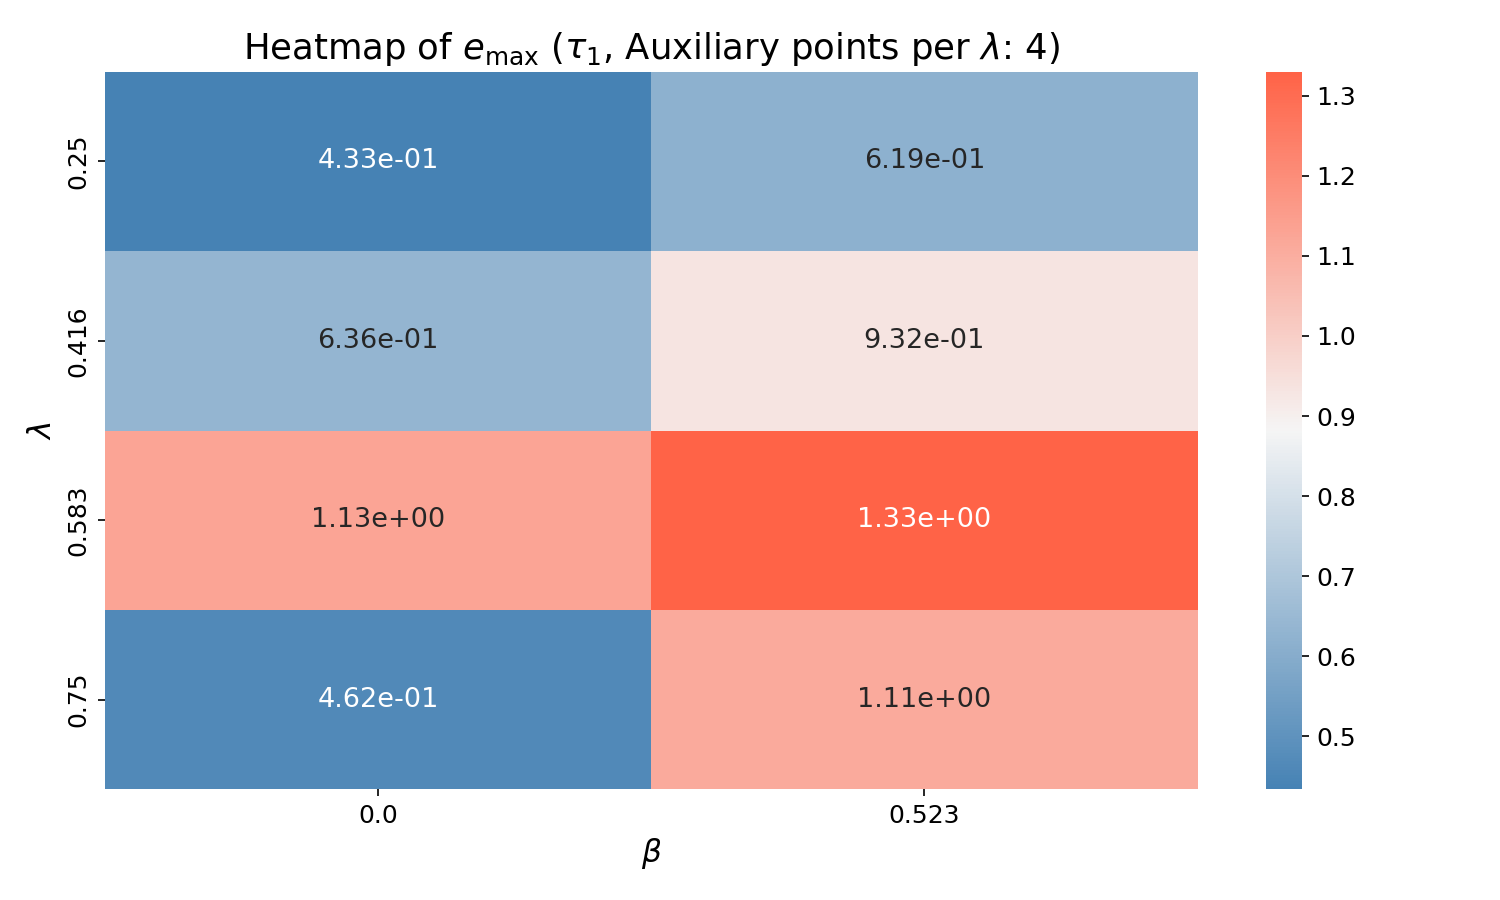 Heatmap of e_max (τ_1, Auxiliary points per λ: 4)
0.25
4.33e-01
6.19e-01
0.416
6.36e-01
9.32e-01
0.583
1.13e+00
1.33e+00
0.75
4.62e-01
1.11e+00
λ
0.0
0.523
β
1.3
1.2
1.1
1.0
0.9
0.8
0.7
0.6
0.5